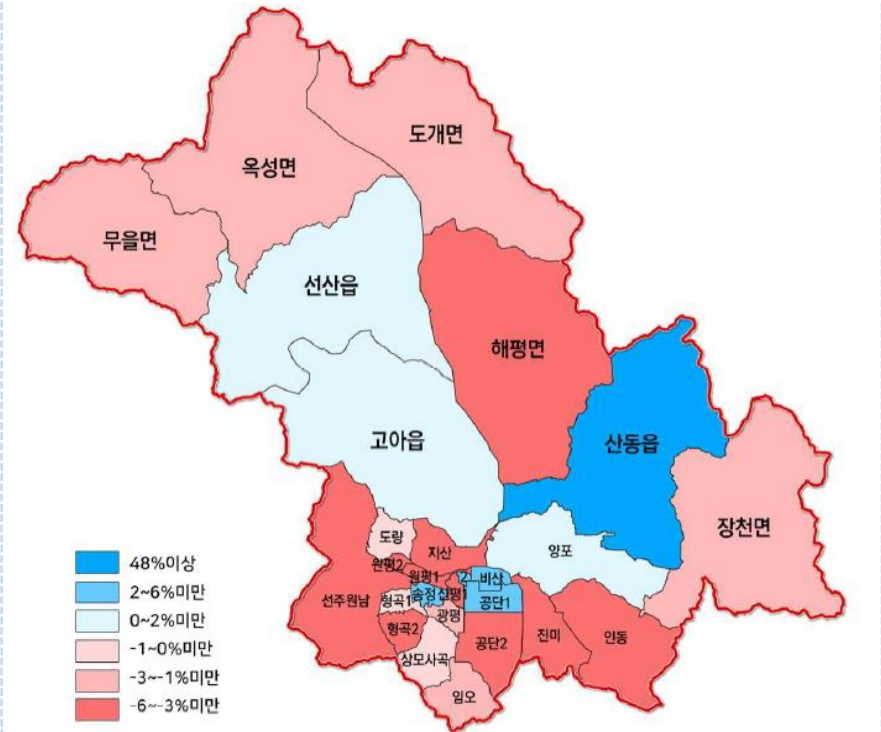 도개면
옥성면
무을면
선산읍
해평면
고아읍
산동읍
장천면
도량
지산
양포
원평2
원평1
2
비산
선주원남
형곡1
송정
신평1
공단1
광평
형곡2
공단2
진미
인동
상모사곡
임오
48%이상
2~6%미만
0~2%미만
-1~0%미만
-3~-1%미만
-6~-3%미만